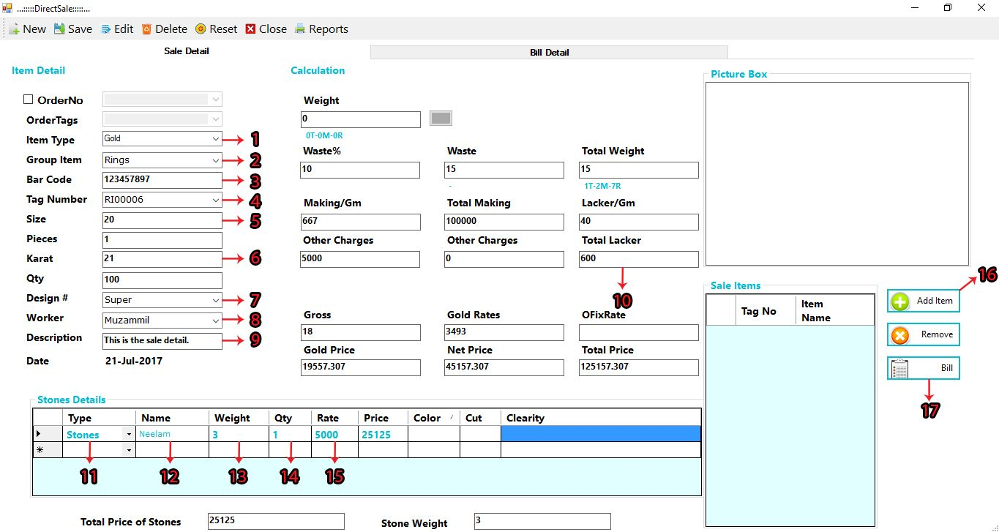 ...:::::DirectSale:::::...
New Save Edit Delete Reset Close Reports
Sale Detail Bill Detail
Item Detail
OrderNo
OrderTags
Item Type Gold 1
Group Item Rings 2
Bar Code 123457897 3
Tag Number RI00006 4
Size 20 5
Pieces 1
Karat 21 6
Qty 100
Design # Super 7
Worker Muzammil 8
Description This is the sale detail. 9
Date 21-Jul-2017
Calculation
Weight
0
0T-0M-0R
Waste% Waste Total Weight
10 15 15
- 1T-2M-7R
Making/Gm Total Making Lacker/Gm
667 100000 40
Other Charges Other Charges Total Lacker
5000 0 600
10
Gross Gold Rates OFixRate
18 3493
Gold Price Net Price Total Price
19557.307 45157.307 125157.307
Picture Box
Sale Items
Tag No Item Name
16
Add Item
Remove
Bill
17
Stones Details
Type Name Weight Qty Rate Price Color Cut Clearity
Stones Neelam 3 1 5000 25125
*
11 12 13 14 15
Total Price of Stones 25125 Stone Weight 3